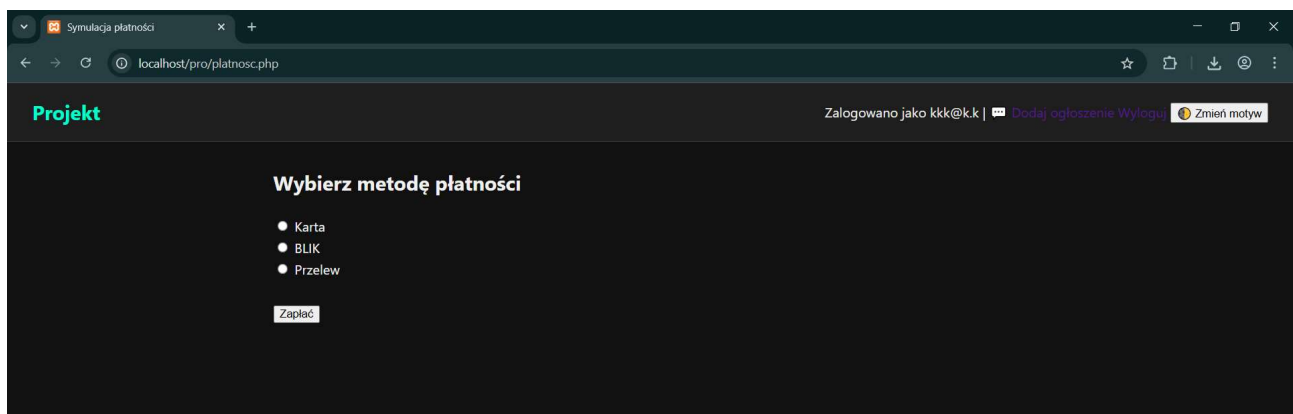 Symulacja płatności
localhost/pro/platnosc.php
Projekt
Zalogowano jako kkk@k.k | Dodaj ogłoszenie Wyloguj Zmień motyw
Wybierz metodę płatności
Karta
BLIK
Przelew
Zapłać